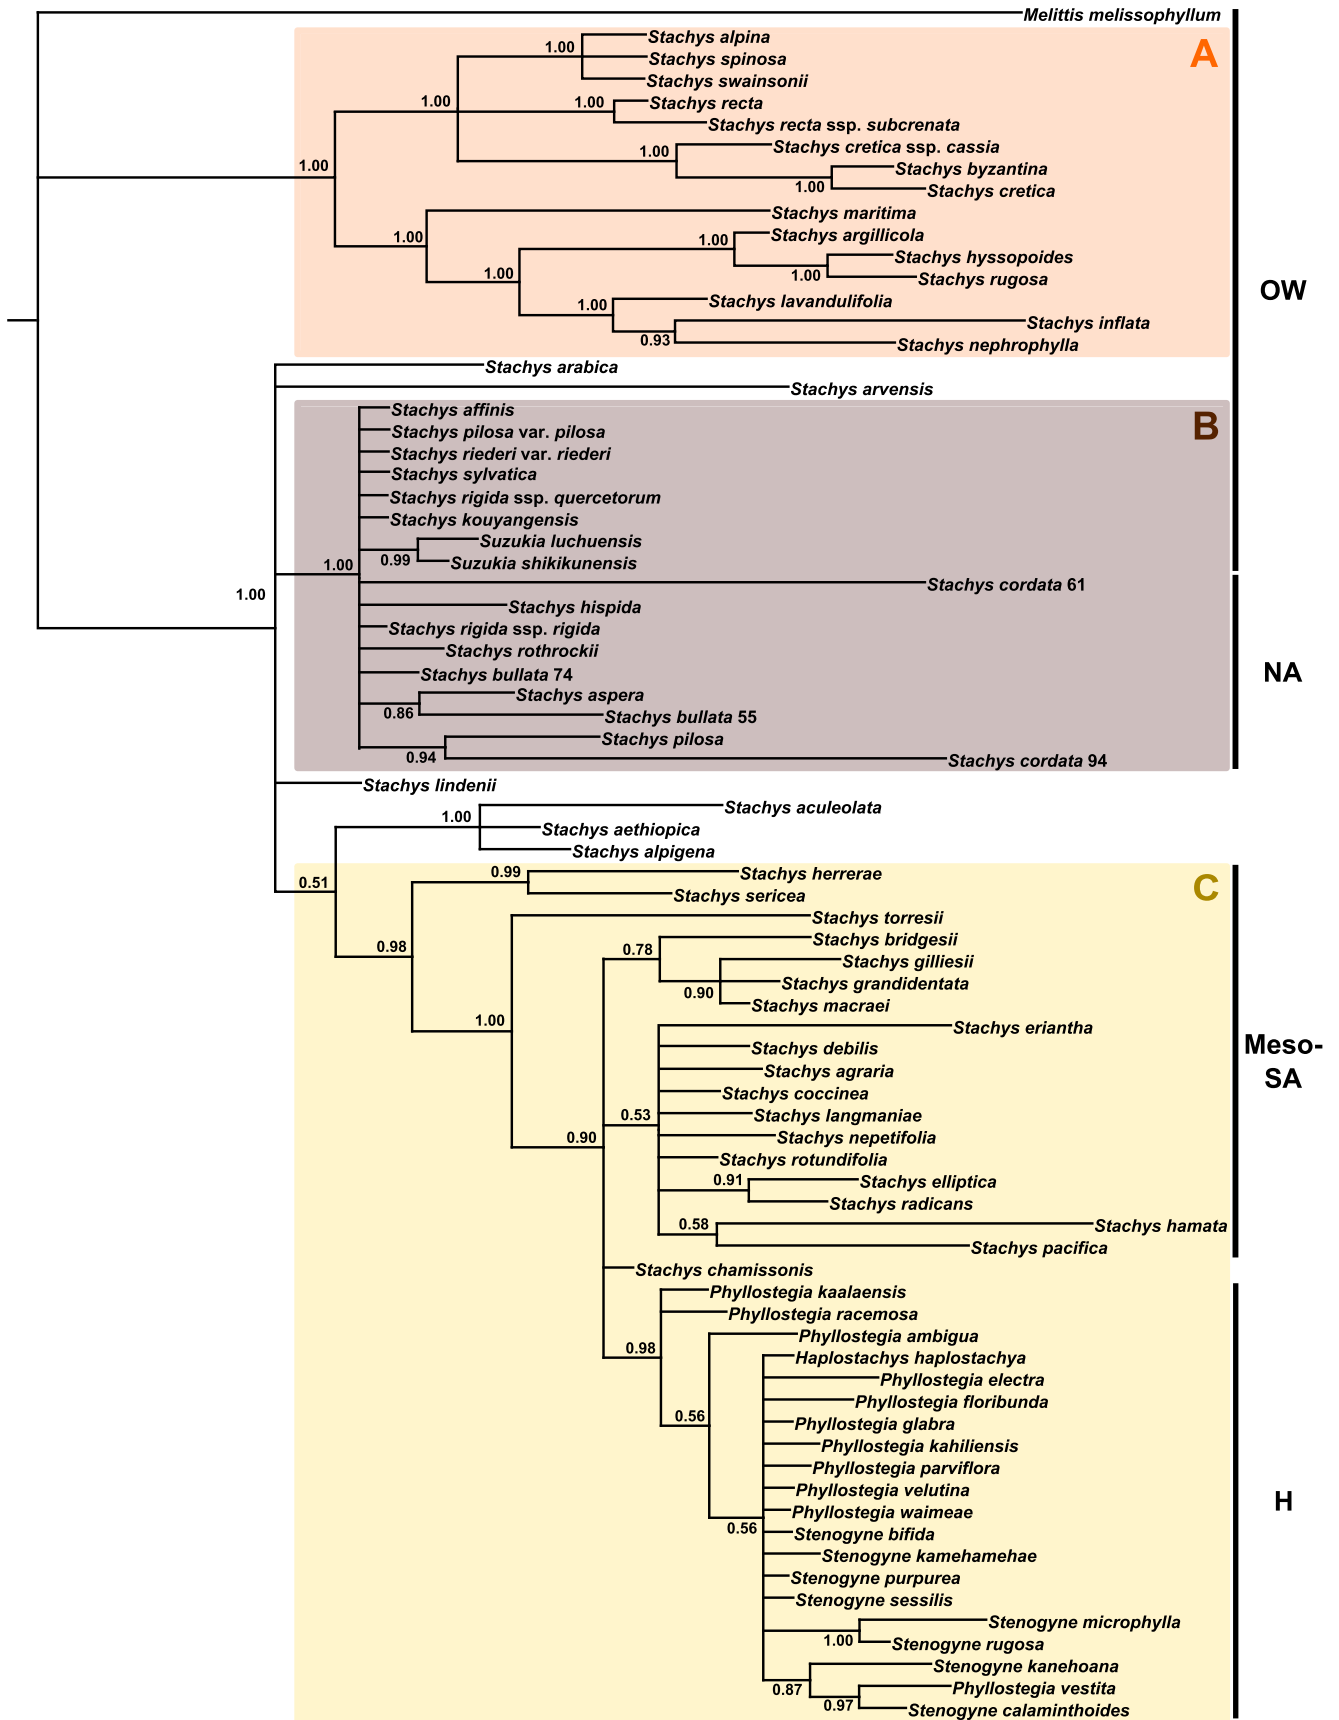 Melittis melissophyllum
A
Stachys alpina
1.00
Stachys spinosa
Stachys swainsonii
1.00
1.00
Stachys recta
Stachys recta ssp. subcrenata
Stachys cretica ssp. cassia
1.00
1.00
Stachys byzantina
1.00
Stachys cretica
Stachys maritima
1.00
1.00
Stachys argillicola
Stachys hyssopoides
1.00
1.00
Stachys rugosa
OW
Stachys lavandulifolia
1.00
Stachys inflata
0.93
Stachys nephrophylla
Stachys arabica
Stachys arvensis
B
Stachys affinis
Stachys pilosa var. pilosa
Stachys riederi var. riederi
Stachys sylvatica
Stachys rigida ssp. quercetorum
Stachys kouyangensis
Suzukia luchuensis
1.00
0.99
Suzukia shikikunensis
Stachys cordata 61
1.00
Stachys hispida
Stachys rigida ssp. rigida
Stachys rothrockii
NA
Stachys bullata 74
Stachys aspera
0.86
Stachys bullata 55
Stachys pilosa
0.94
Stachys cordata 94
Stachys lindenii
Stachys aculeolata
1.00
Stachys aethiopica
Stachys alpigena
C
0.99
Stachys herrerae
0.51
Stachys sericea
Stachys torresii
Stachys bridgesii
0.98
0.78
Stachys gilliesii
Stachys grandidentata
0.90
Stachys macraei
1.00
Stachys eriantha
Meso-
SA
Stachys debilis
Stachys agraria
Stachys coccinea
0.53
Stachys langmaniae
0.90
Stachys nepetifolia
Stachys rotundifolia
0.91
Stachys elliptica
Stachys radicans
0.58
Stachys hamata
Stachys pacifica
Stachys chamissonis
Phyllostegia kaalaensis
Phyllostegia racemosa
Phyllostegia ambigua
0.98
Haplostachys haplostachya
Phyllostegia electra
Phyllostegia floribunda
0.56
Phyllostegia glabra
Phyllostegia kahiliensis
Phyllostegia parviflora
Phyllostegia velutina
H
Phyllostegia waimeae
0.56
Stenogyne bifida
Stenogyne kamehamehae
Stenogyne purpurea
Stenogyne sessilis
Stenogyne microphylla
1.00
Stenogyne rugosa
Stenogyne kanehoana
0.87
Phyllostegia vestita
0.97
Stenogyne calaminthoides